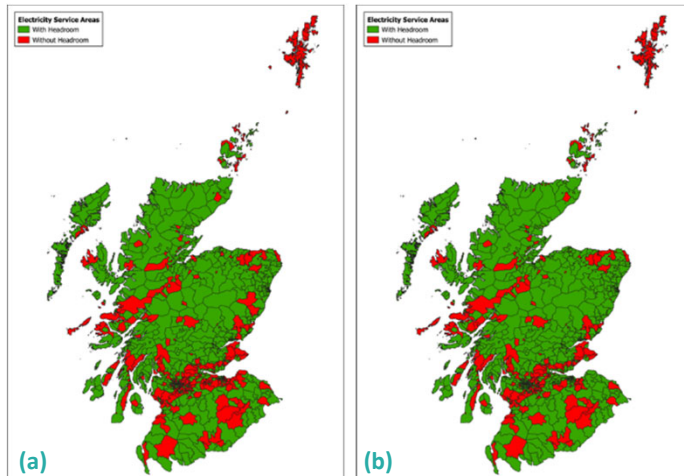 Electricity Service Areas
With Headroom
Without Headroom
(a)
Electricity Service Areas
With Headroom
Without Headroom
(b)